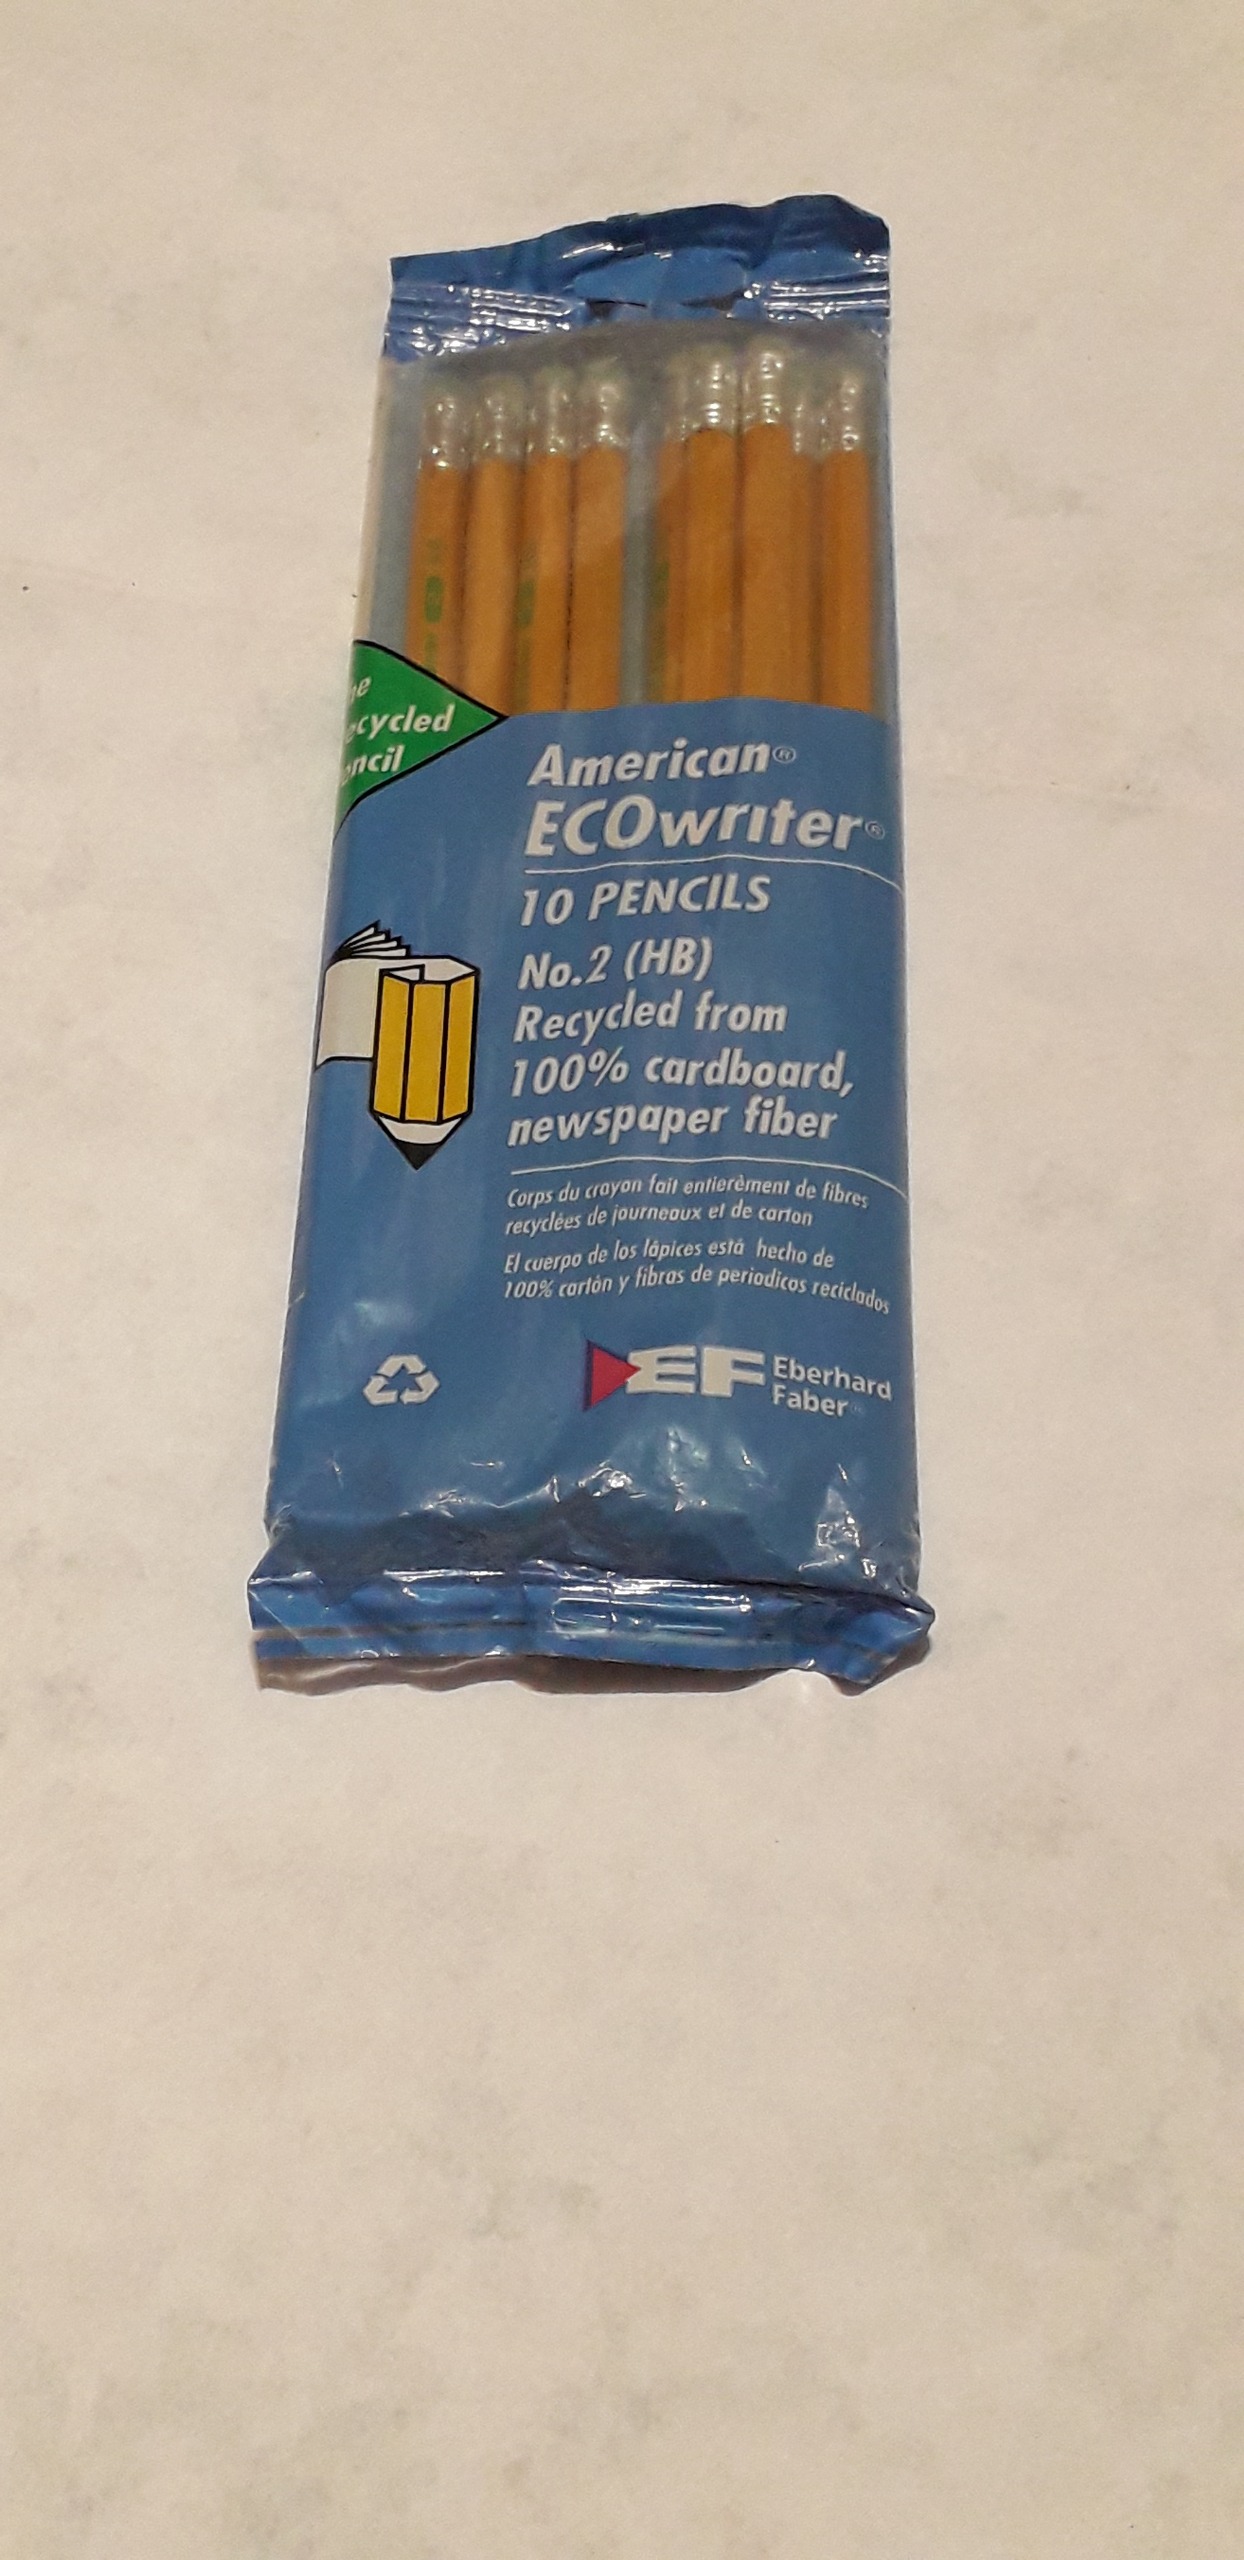 ecycled
American®
ECOwriter®
10 PENCILS
No.2 (HB)
Recycled from
100% cardboard,
newspaper fiber
Corps du crayon fait entierèment de fibres
recyclées de journeaux et de carton
El cuerpo de los lápices está hecho de
100% cartón y fibras de periodicos reciclados
EF Eberhard
Faber